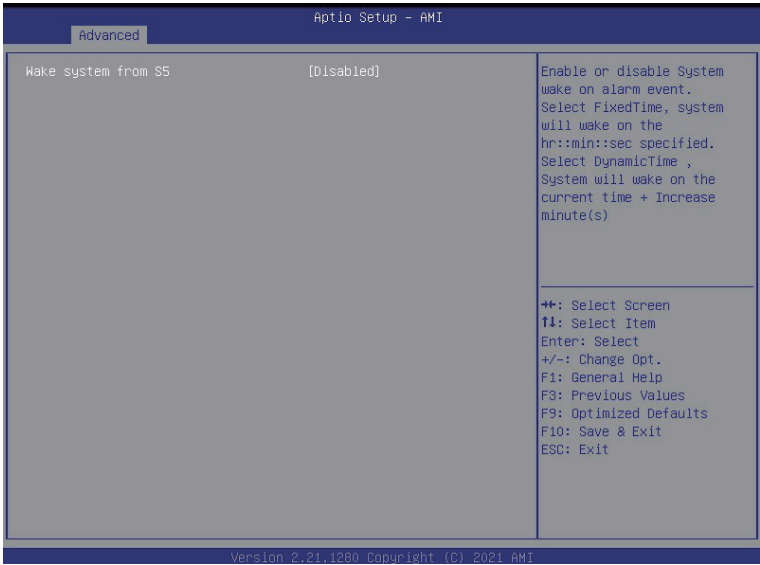 Aptio Setup – AMI
Advanced
Wake system from S5 [Disabled]
Enable or disable System
wake on alarm event.
Select FixedTime, system
will wake on the
hr::min::sec specified.
Select DynamicTime ,
System will wake on the
current time + Increase
minute(s)
→←: Select Screen
↑↓: Select Item
Enter: Select
+/-: Change Opt.
F1: General Help
F3: Previous Values
F9: Optimized Defaults
F10: Save & Exit
ESC: Exit
Version 2.21.1280 Copyright (C) 2021 AMI